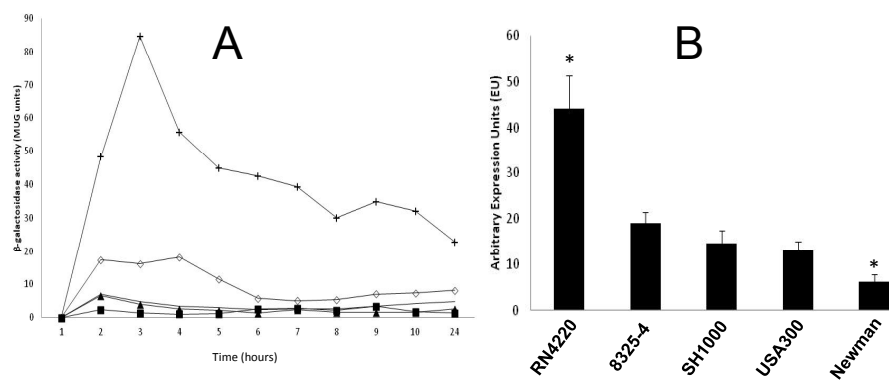 A
β-galactosidase activity (MUG units)
90
80
70
60
50
40
30
20
10
0
1 2 3 4 5 6 7 8 9 10 24
Time (hours)
B
Arbitrary Expression Units (EU)
60
50
40
30
20
10
0
*
*
RN4220 8325-4 SH1000 USA300 Newman